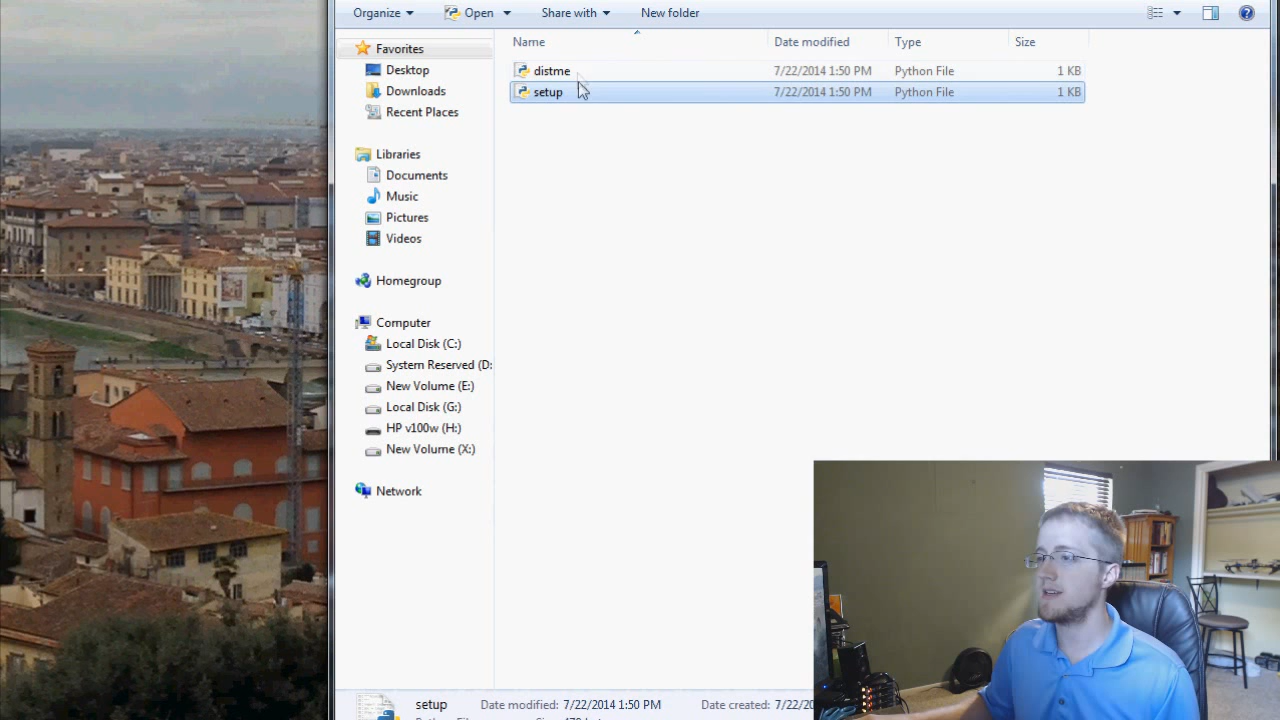 Organize Open Share with New folder
Favorites
Desktop
Downloads
Recent Places
Libraries
Documents
Music
Pictures
Videos
Homegroup
Computer
Local Disk (C:)
System Reserved (D:
New Volume (E:)
Local Disk (G:)
HP v100w (H:)
New Volume (X:)
Network
Name Date modified Type Size
distme 7/22/2014 1:50 PM Python File 1 KB
setup 7/22/2014 1:50 PM Python File 1 KB
setup Date modified: 7/22/2014 1:50 PM Date created: 7/22/20